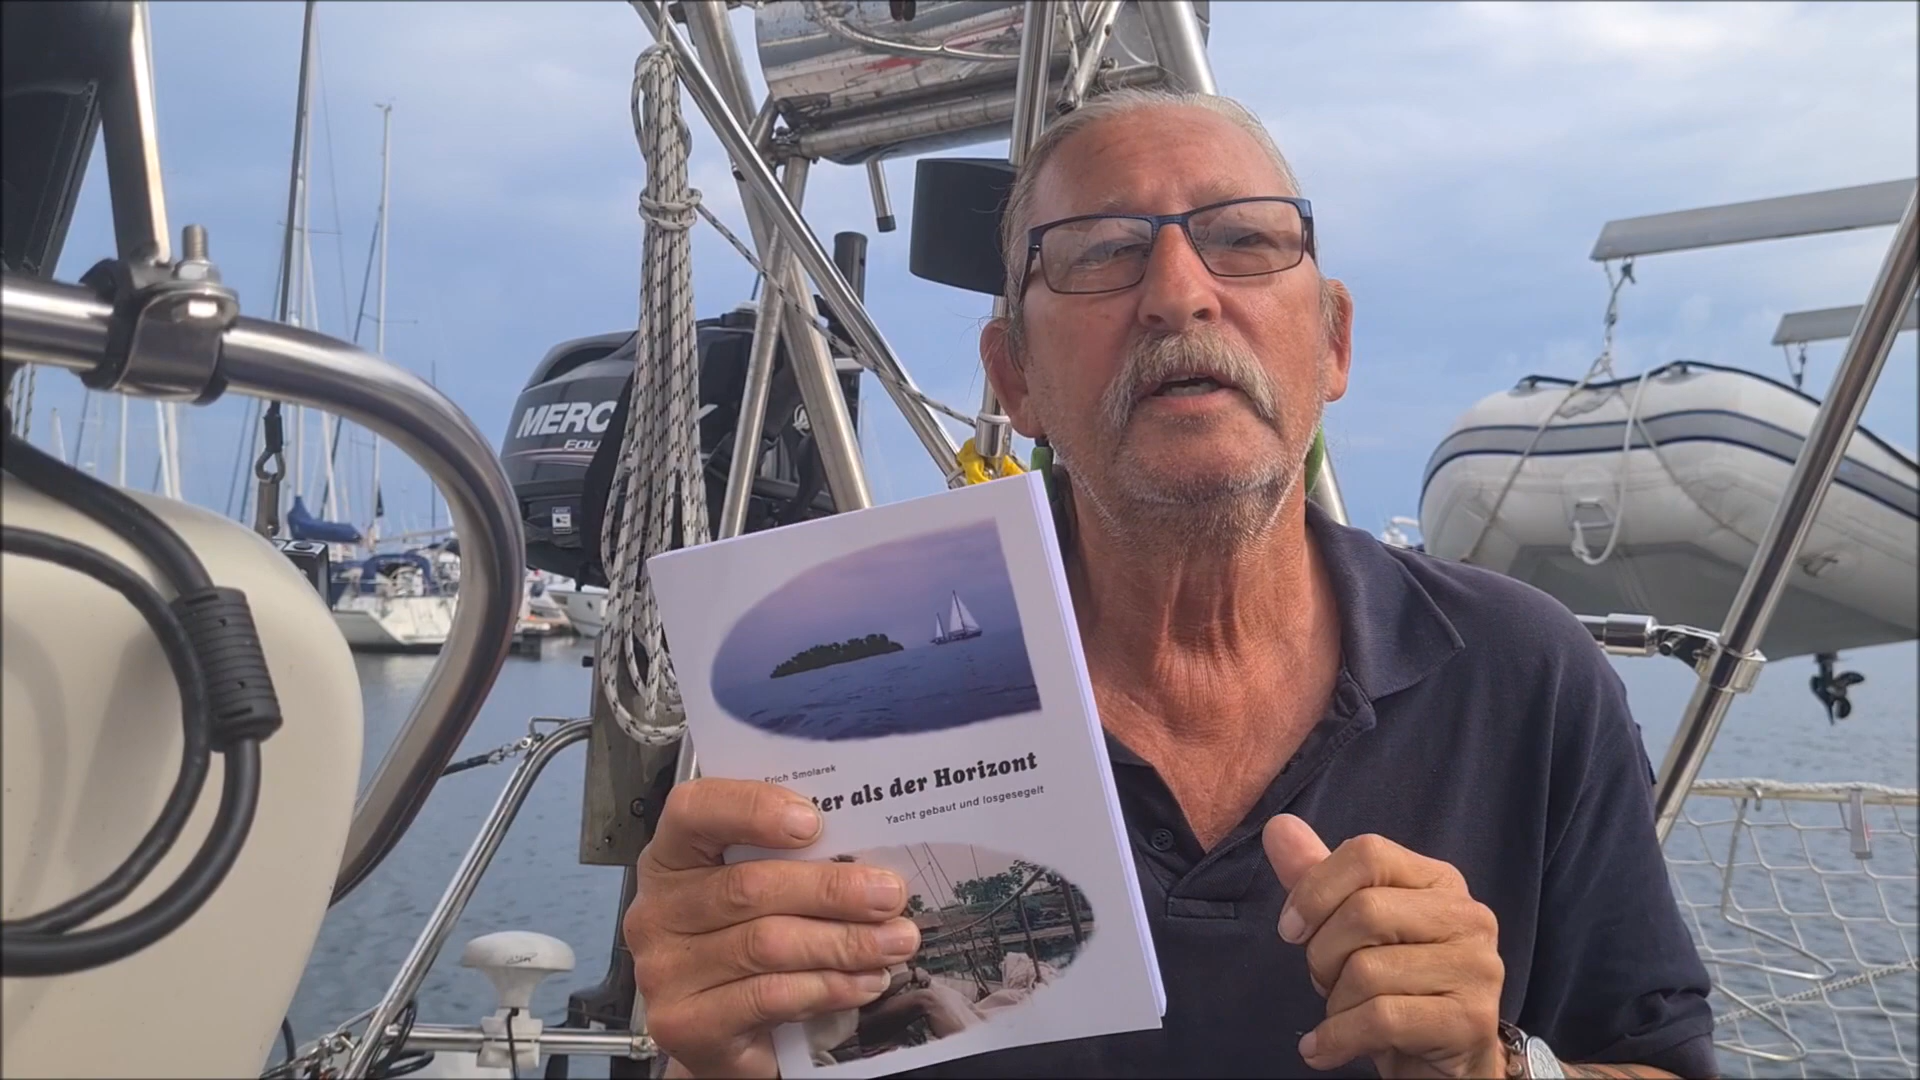 MERC Y
Erich Smolarek
ter als der Horizont
Yacht gebaut und losgesegelt